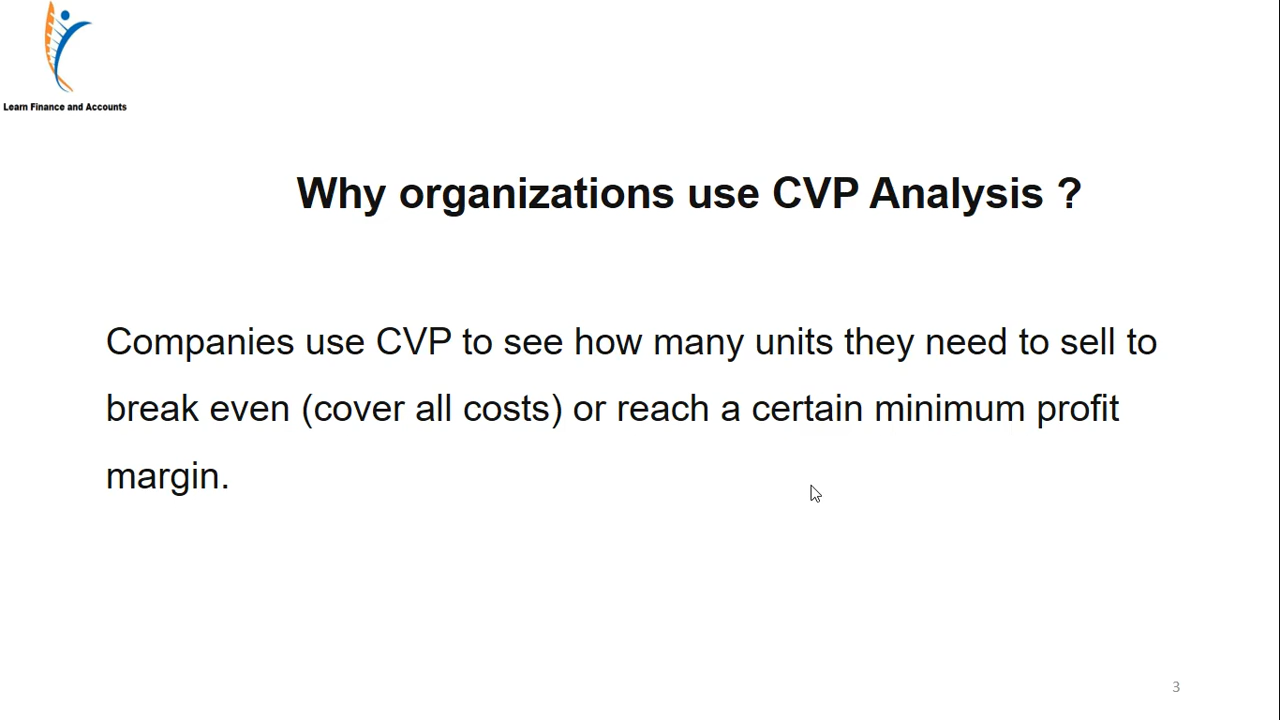 Learn Finance and Accounts
Why organizations use CVP Analysis ?
Companies use CVP to see how many units they need to sell to
break even (cover all costs) or reach a certain minimum profit
margin.
3